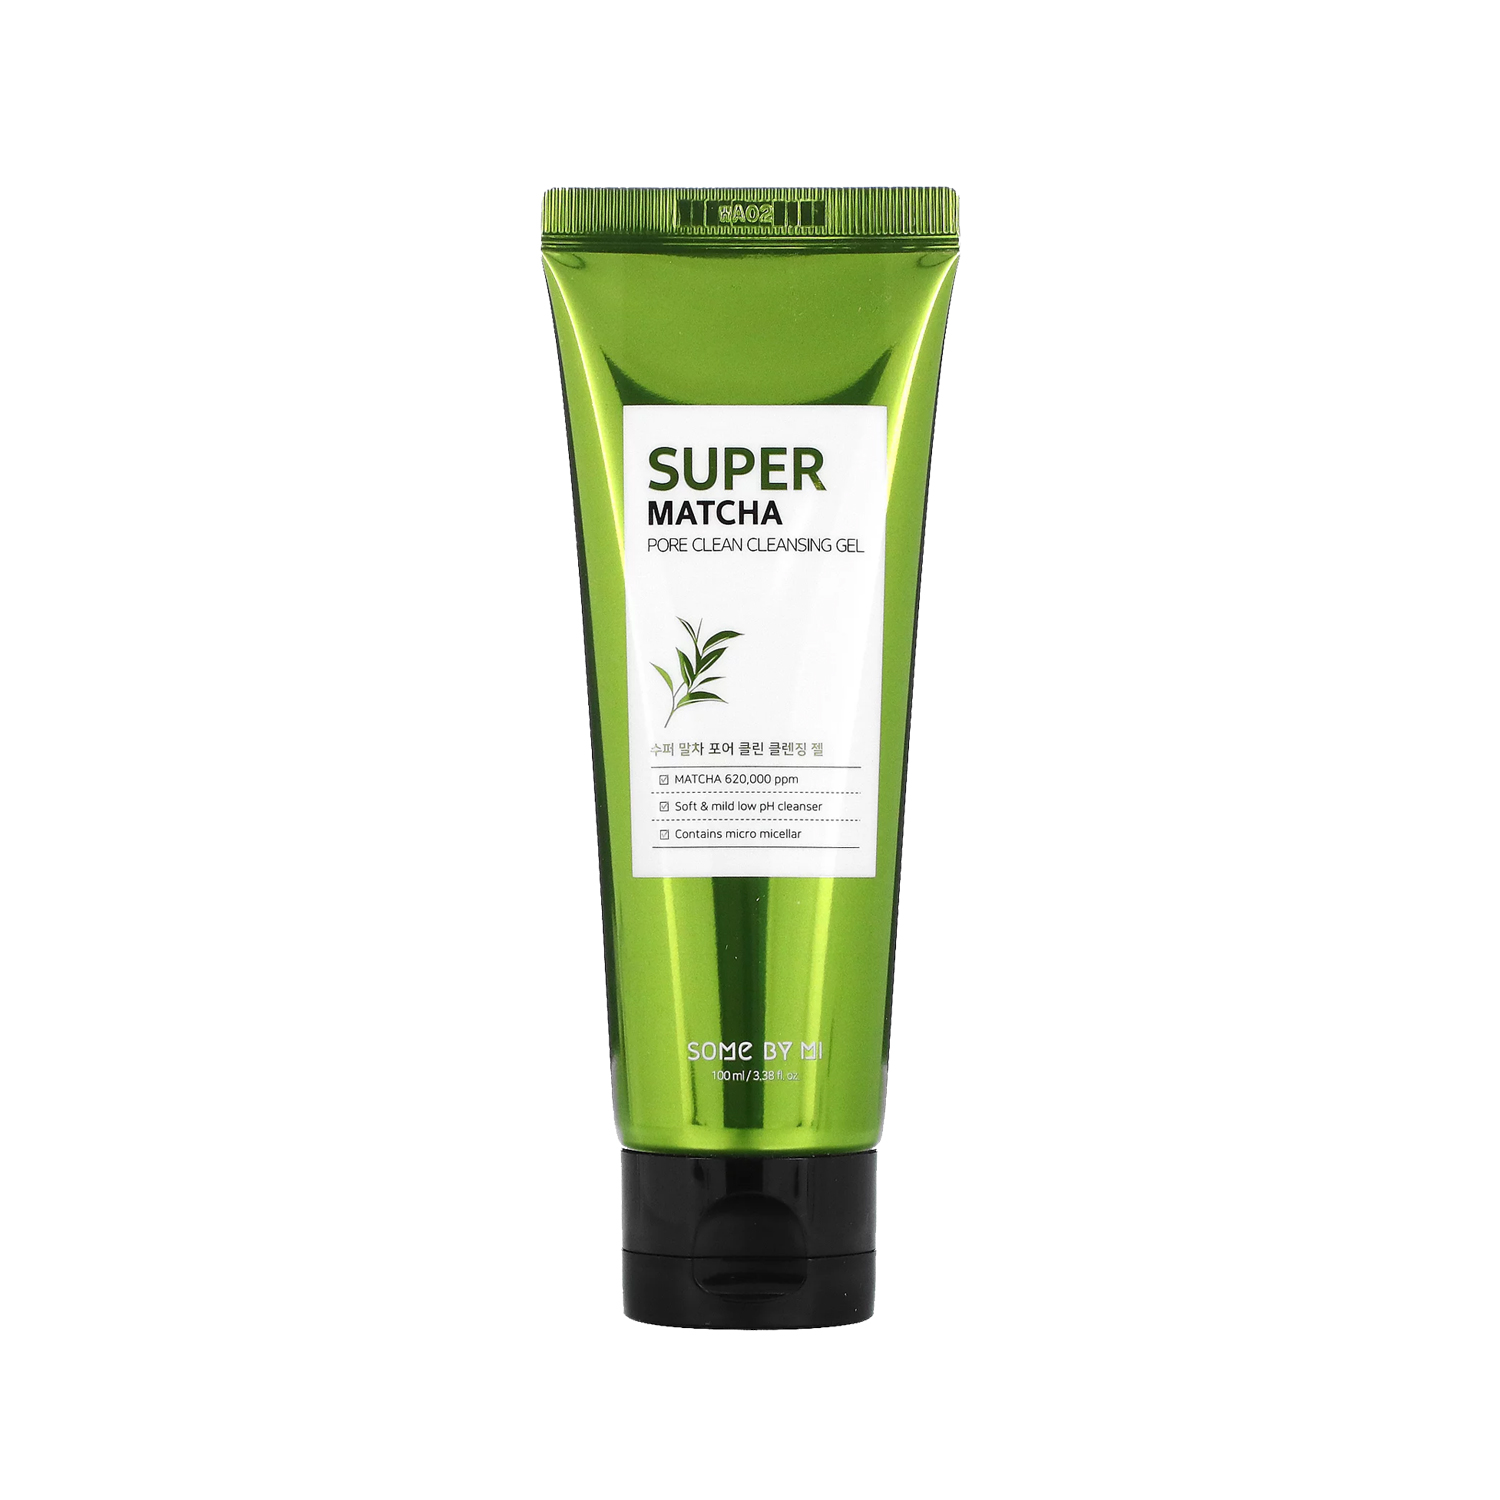 WA02
SUPER
MATCHA
PORE CLEAN CLEANSING GEL
수퍼 말차 포어 클린 클렌징 젤
MATCHA 620,000 ppm
Soft & mild low pH cleanser
Contains micro micellar
SOME BY MI
100 ml / 3.38 fl. oz